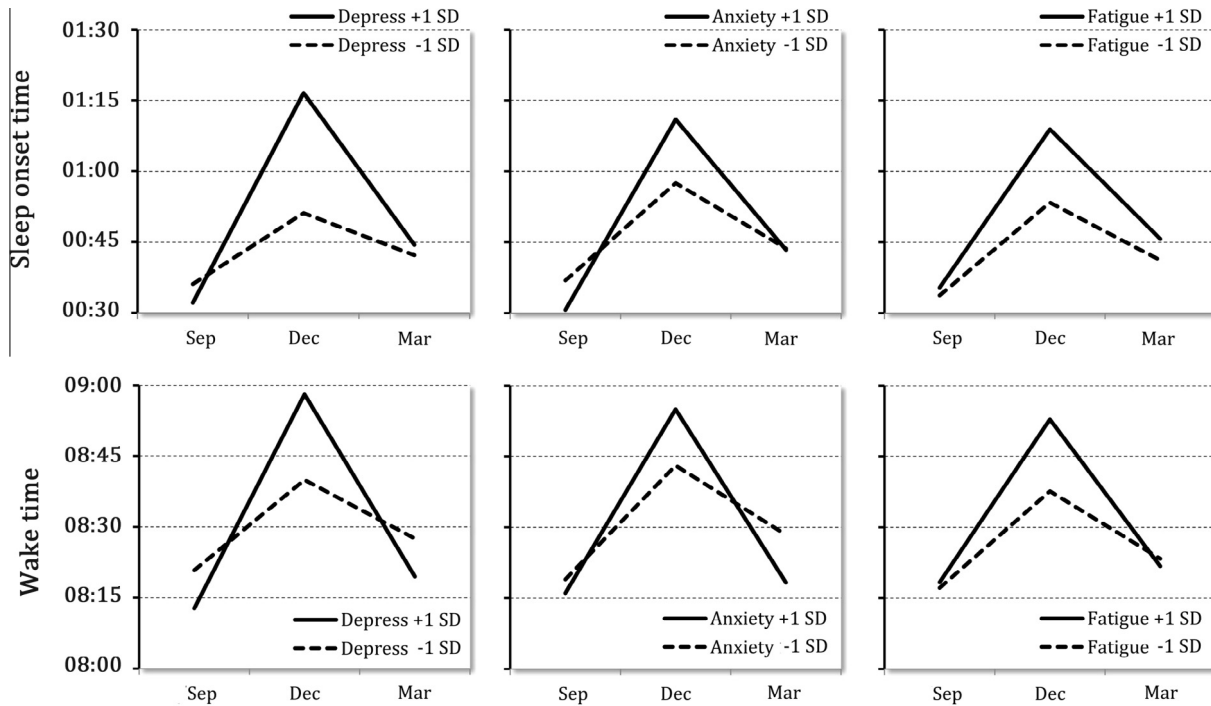 Sleep onset time
01:30
01:15
01:00
00:45
00:30
Depress +1 SD
Depress -1 SD
Sep Dec Mar
Anxiety +1 SD
Anxiety -1 SD
Sep Dec Mar
Fatigue +1 SD
Fatigue -1 SD
Sep Dec Mar
Wake time
09:00
08:45
08:30
08:15
08:00
Depress +1 SD
Depress -1 SD
Sep Dec Mar
Anxiety +1 SD
Anxiety -1 SD
Sep Dec Mar
Fatigue +1 SD
Fatigue -1 SD
Sep Dec Mar